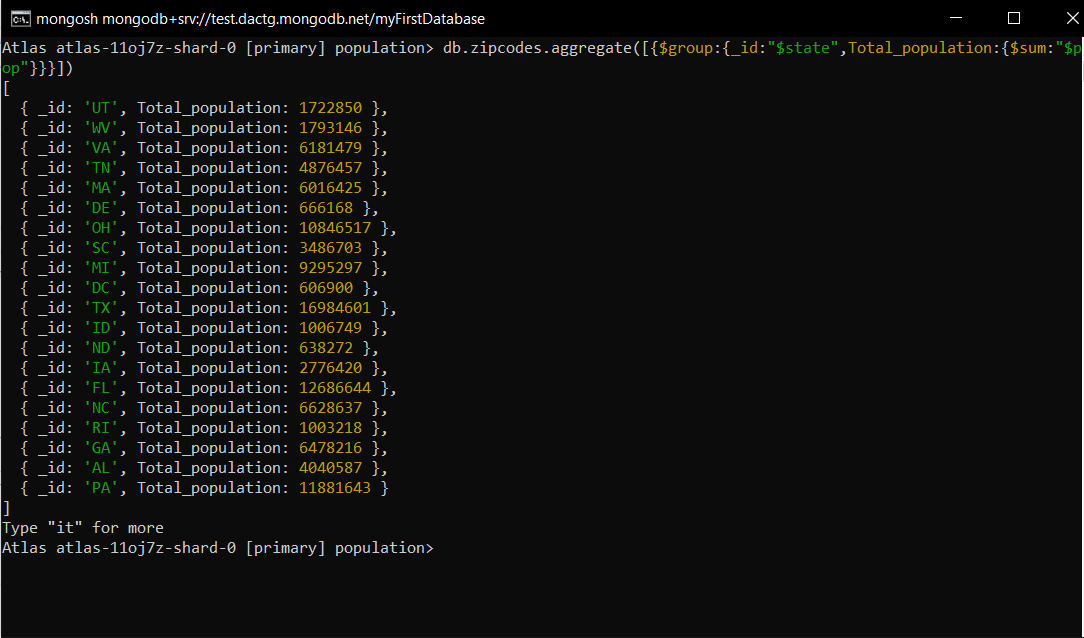 mongosh mongodb+srv://test.dactg.mongodb.net/myFirstDatabase
Atlas atlas-11oj7z-shard-0 [primary] population> db.zipcodes.aggregate([{$group:{_id:"$state",Total_population:{$sum:"$p
op"}}}])
[
  { _id: 'UT', Total_population: 1722850 },
  { _id: 'WV', Total_population: 1793146 },
  { _id: 'VA', Total_population: 6181479 },
  { _id: 'TN', Total_population: 4876457 },
  { _id: 'MA', Total_population: 6016425 },
  { _id: 'DE', Total_population: 666168 },
  { _id: 'OH', Total_population: 10846517 },
  { _id: 'SC', Total_population: 3486703 },
  { _id: 'MI', Total_population: 9295297 },
  { _id: 'DC', Total_population: 606900 },
  { _id: 'TX', Total_population: 16984601 },
  { _id: 'ID', Total_population: 1006749 },
  { _id: 'ND', Total_population: 638272 },
  { _id: 'IA', Total_population: 2776420 },
  { _id: 'FL', Total_population: 12686644 },
  { _id: 'NC', Total_population: 6628637 },
  { _id: 'RI', Total_population: 1003218 },
  { _id: 'GA', Total_population: 6478216 },
  { _id: 'AL', Total_population: 4040587 },
  { _id: 'PA', Total_population: 11881643 }
]
Type "it" for more
Atlas atlas-11oj7z-shard-0 [primary] population>